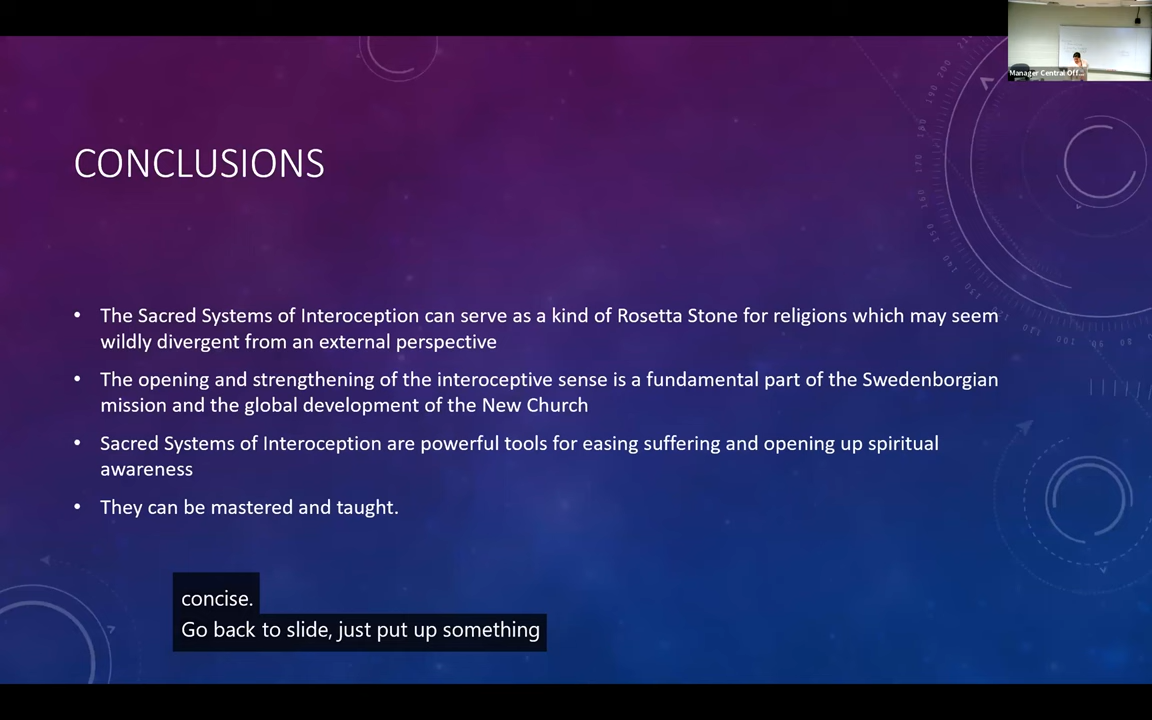 Manager Central Off...
CONCLUSIONS
• The Sacred Systems of Interoception can serve as a kind of Rosetta Stone for religions which may seem
wildly divergent from an external perspective
• The opening and strengthening of the interoceptive sense is a fundamental part of the Swedenborgian
mission and the global development of the New Church
• Sacred Systems of Interoception are powerful tools for easing suffering and opening up spiritual
awareness
• They can be mastered and taught.
concise.
Go back to slide, just put up something